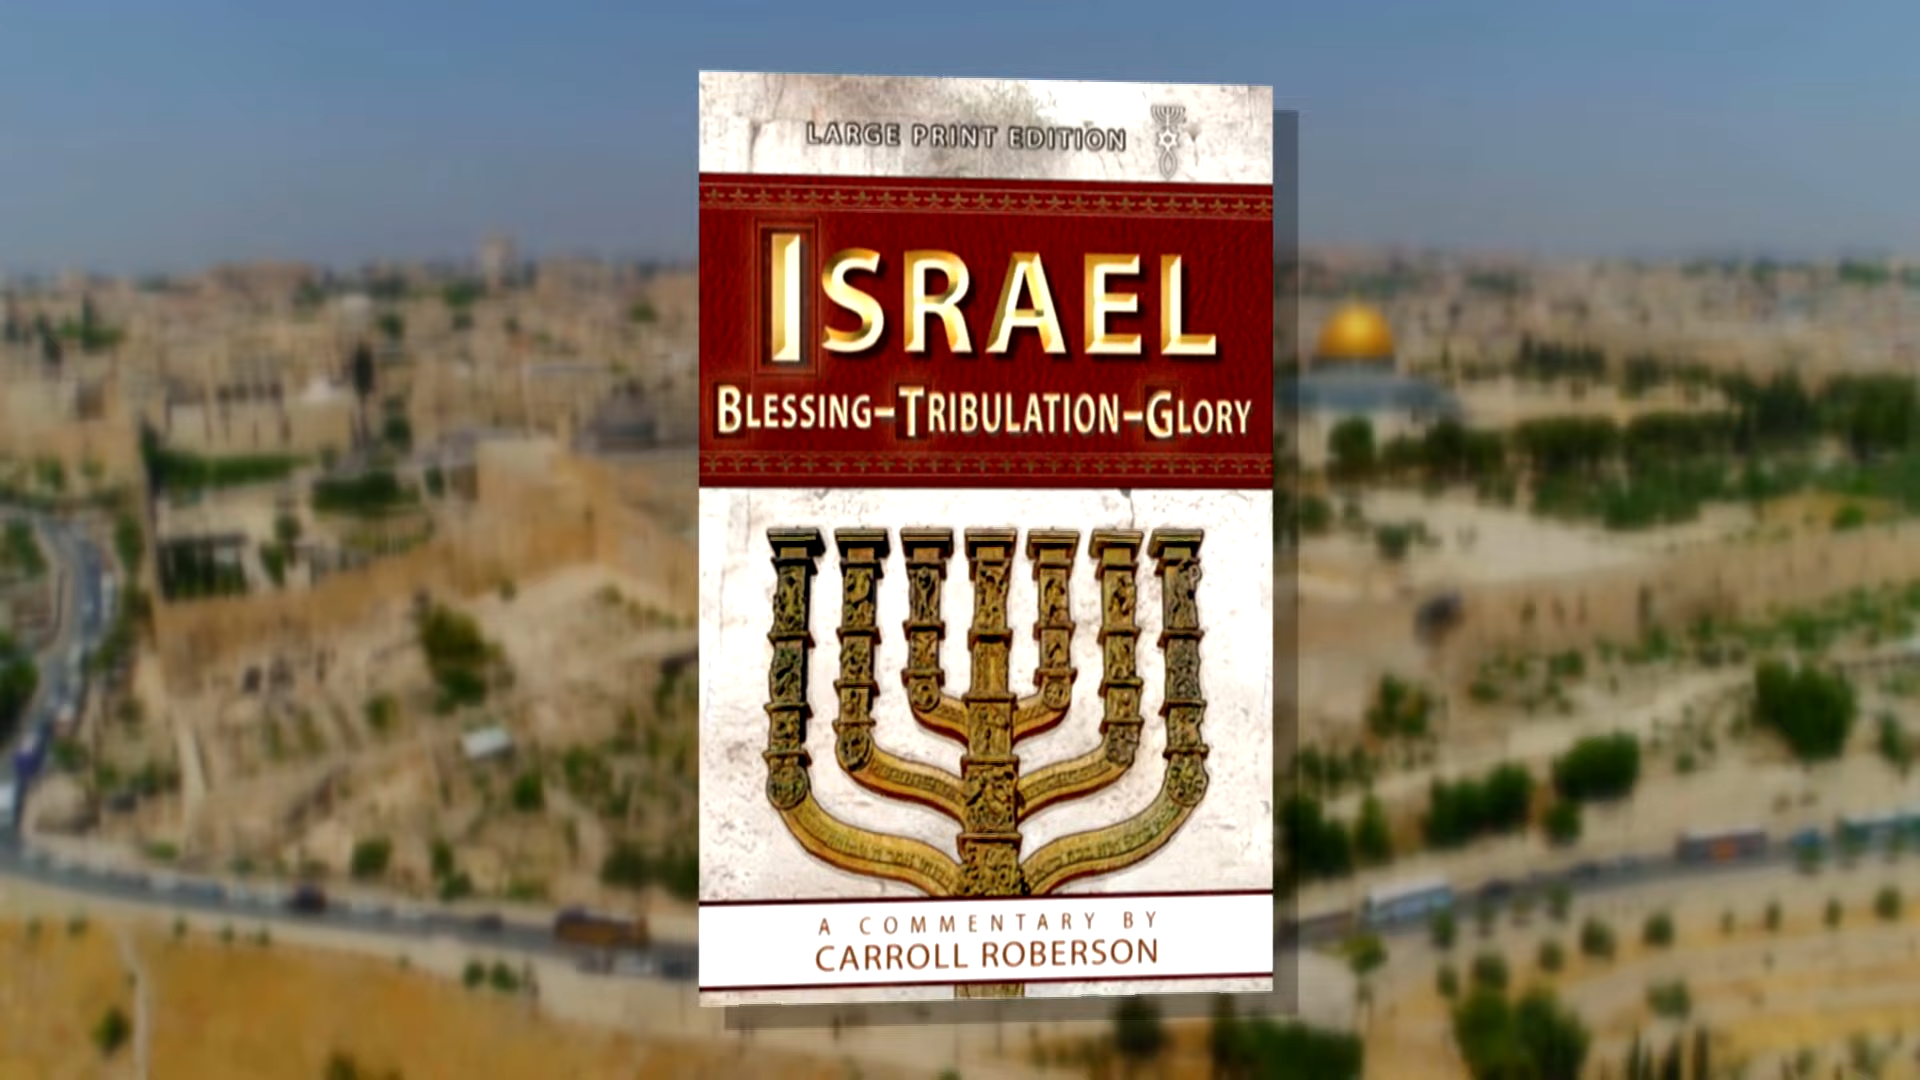 LARGE PRINT EDITION
ISRAEL
BLESSING–TRIBULATION–GLORY
A COMMENTARY BY
CARROLL ROBERSON